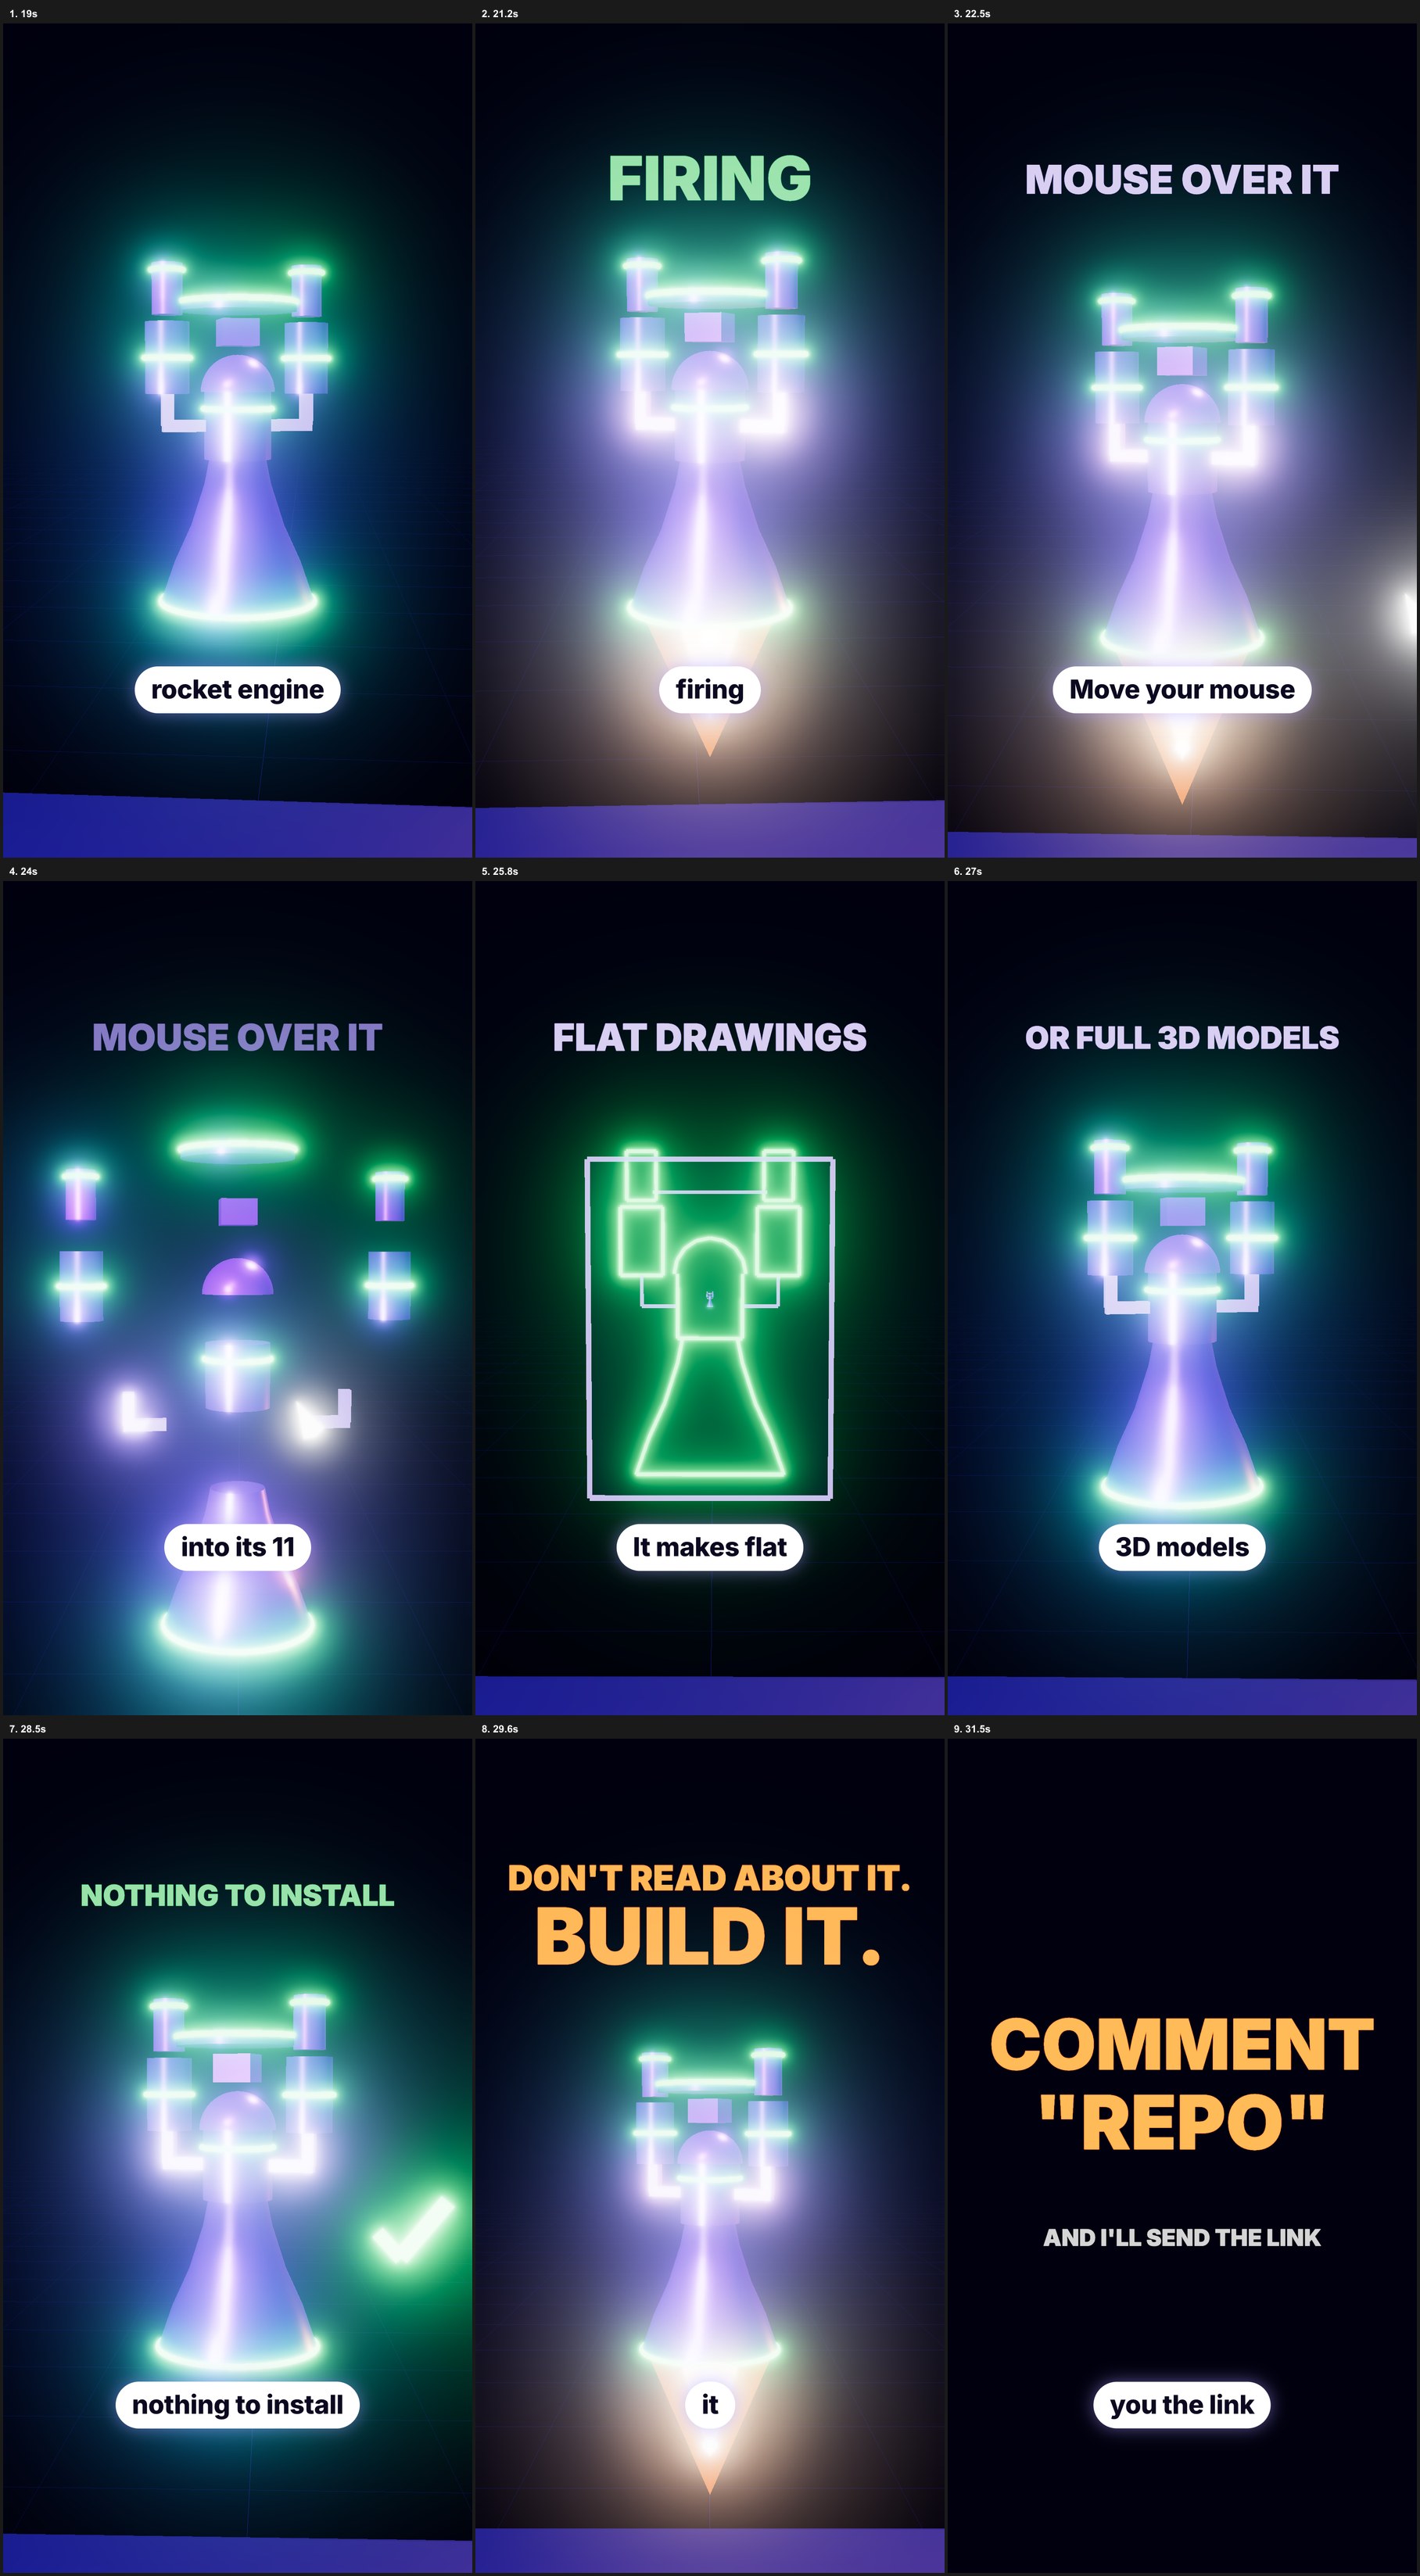 1. 19s
rocket engine
2. 21.2s
FIRING
firing
3. 22.5s
MOUSE OVER IT
Move your mouse
4. 24s
MOUSE OVER IT
into its 11
5. 25.8s
FLAT DRAWINGS
It makes flat
6. 27s
OR FULL 3D MODELS
3D models
7. 28.5s
NOTHING TO INSTALL
nothing to install
8. 29.6s
DON'T READ ABOUT IT.
BUILD IT.
it
9. 31.5s
COMMENT
"REPO"
AND I'LL SEND THE LINK
you the link